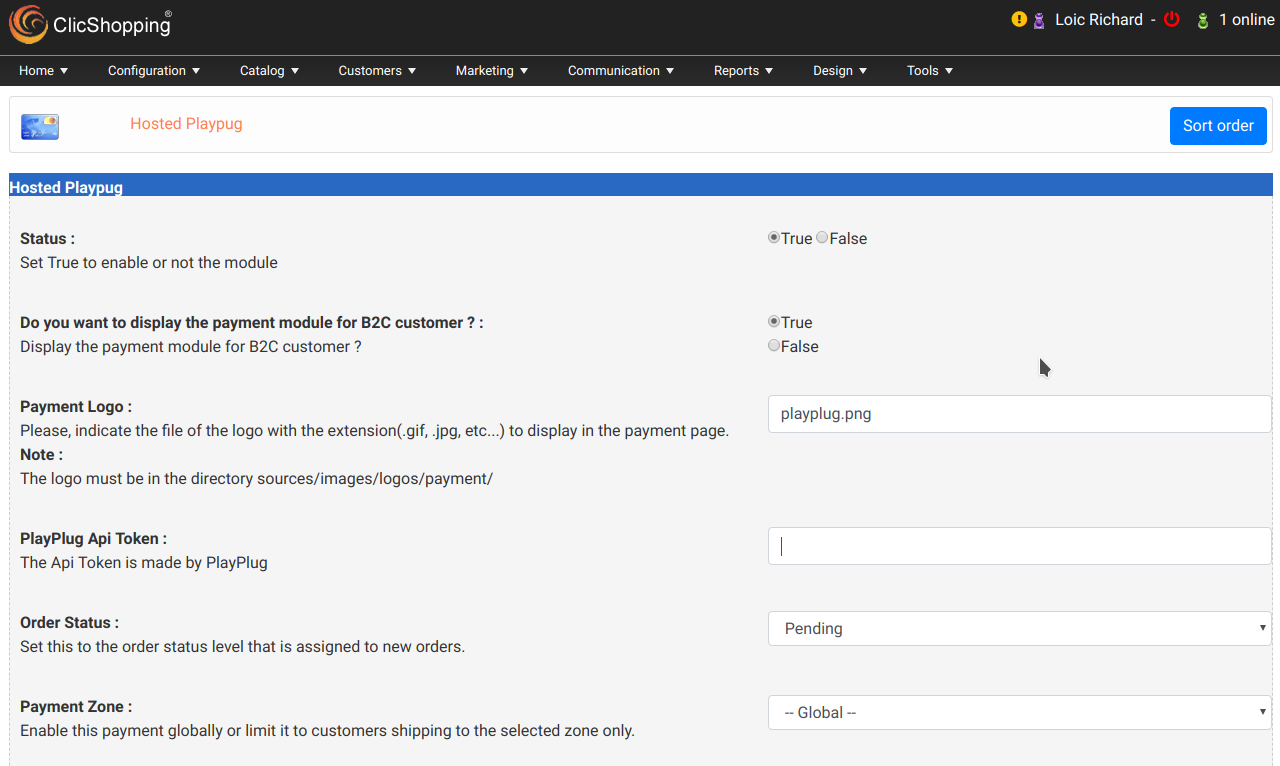 ClicShopping®
Loic Richard - 1 online
Home Configuration Catalog Customers Marketing Communication Reports Design Tools
Hosted Playpug
Sort order
Hosted Playpug
Status :
True False
Set True to enable or not the module
Do you want to display the payment module for B2C customer ? :
True
Display the payment module for B2C customer ?
False
Payment Logo :
playplug.png
Please, indicate the file of the logo with the extension(.gif, .jpg, etc...) to display in the payment page.
Note :
The logo must be in the directory sources/images/logos/payment/
PlayPlug Api Token :
The Api Token is made by PlayPlug
Order Status :
Pending
Set this to the order status level that is assigned to new orders.
Payment Zone :
-- Global --
Enable this payment globally or limit it to customers shipping to the selected zone only.